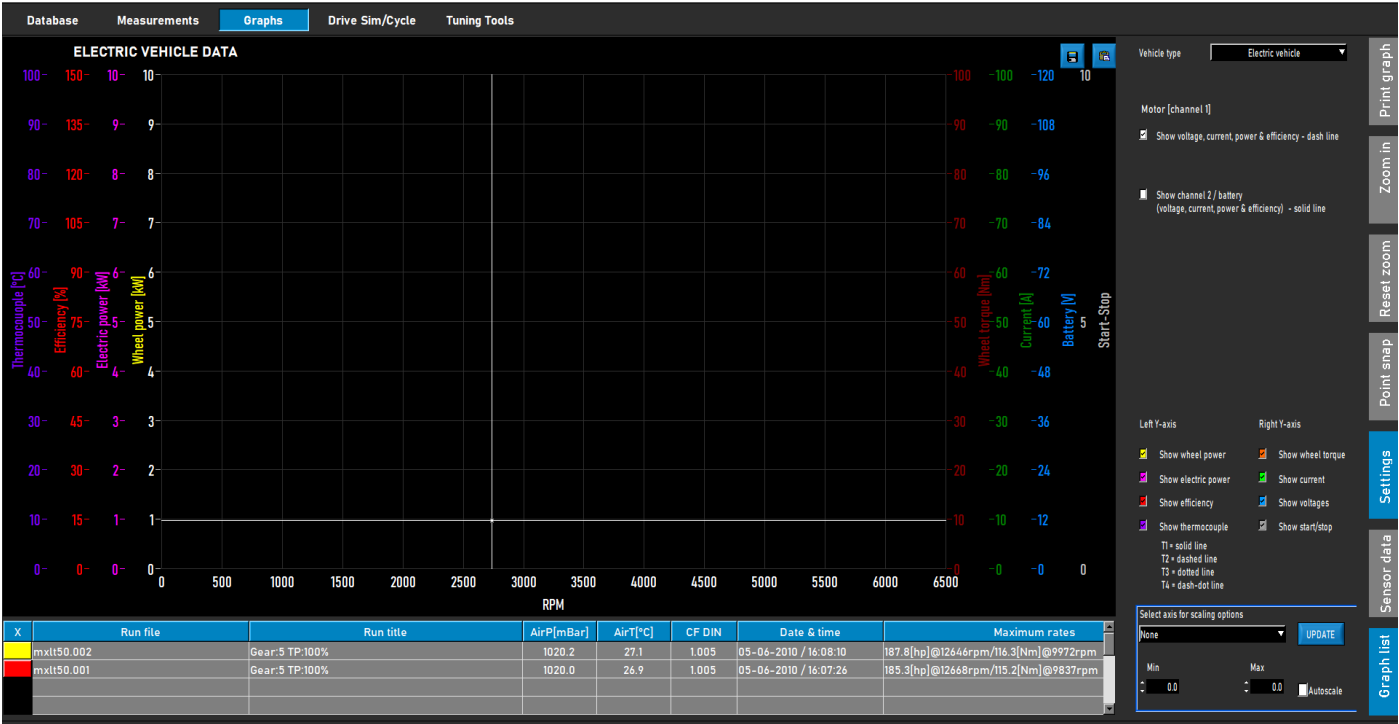 Database Measurements Graphs Drive Sim/Cycle Tuning Tools
ELECTRIC VEHICLE DATA
100 150 10 10 100 100 120 10
90 135 9 9 90 90 108
80 120 8 8 80 80 96
70 105 7 7 70 70 84
60 90 6 6 60 60 72
50 75 5 5 50 50 60 5
40 60 4 4 40 40 48
30 45 3 3 30 30 36
20 30 2 2 20 20 24
10 15 1 1 10 10 12
0 0 0 0 0 0 0 0
Thermocouple [°C]
Efficiency [%]
Electric power [kW]
Wheel power [kW]
Wheel torque [Nm]
Current [A]
Battery [V]
Start-Stop
0 500 1000 1500 2000 2500 3000 3500 4000 4500 5000 5500 6000 6500
RPM
Vehicle type Electric vehicle
Motor [channel 1]
Show voltage, current, power & efficiency - dash line
Show channel 2 / battery
(voltage, current, power & efficiency) - solid line
Left Y-axis Right Y-axis
Show wheel power Show wheel torque
Show electric power Show current
Show efficiency Show voltages
Show thermocouple Show start/stop
T1 = solid line
T2 = dashed line
T3 = dotted line
T4 = dash-dot line
Select axis for scaling options
None UPDATE
Min Max
0.0 0.0 Autoscale
Print graph
Zoom in
Reset zoom
Point snap
Settings
Sensor data
Graph list
X Run file Run title AirP[mBar] AirT[°C] CF DIN Date & time Maximum rates
mxlt50.002 Gear:5 TP:100% 1020.2 27.1 1.005 05-06-2010 / 16:08:10 187.8[hp]@12646rpm/116.3[Nm]@9972rpm
mxlt50.001 Gear:5 TP:100% 1020.0 26.9 1.005 05-06-2010 / 16:07:26 185.3[hp]@12668rpm/115.2[Nm]@9837rpm